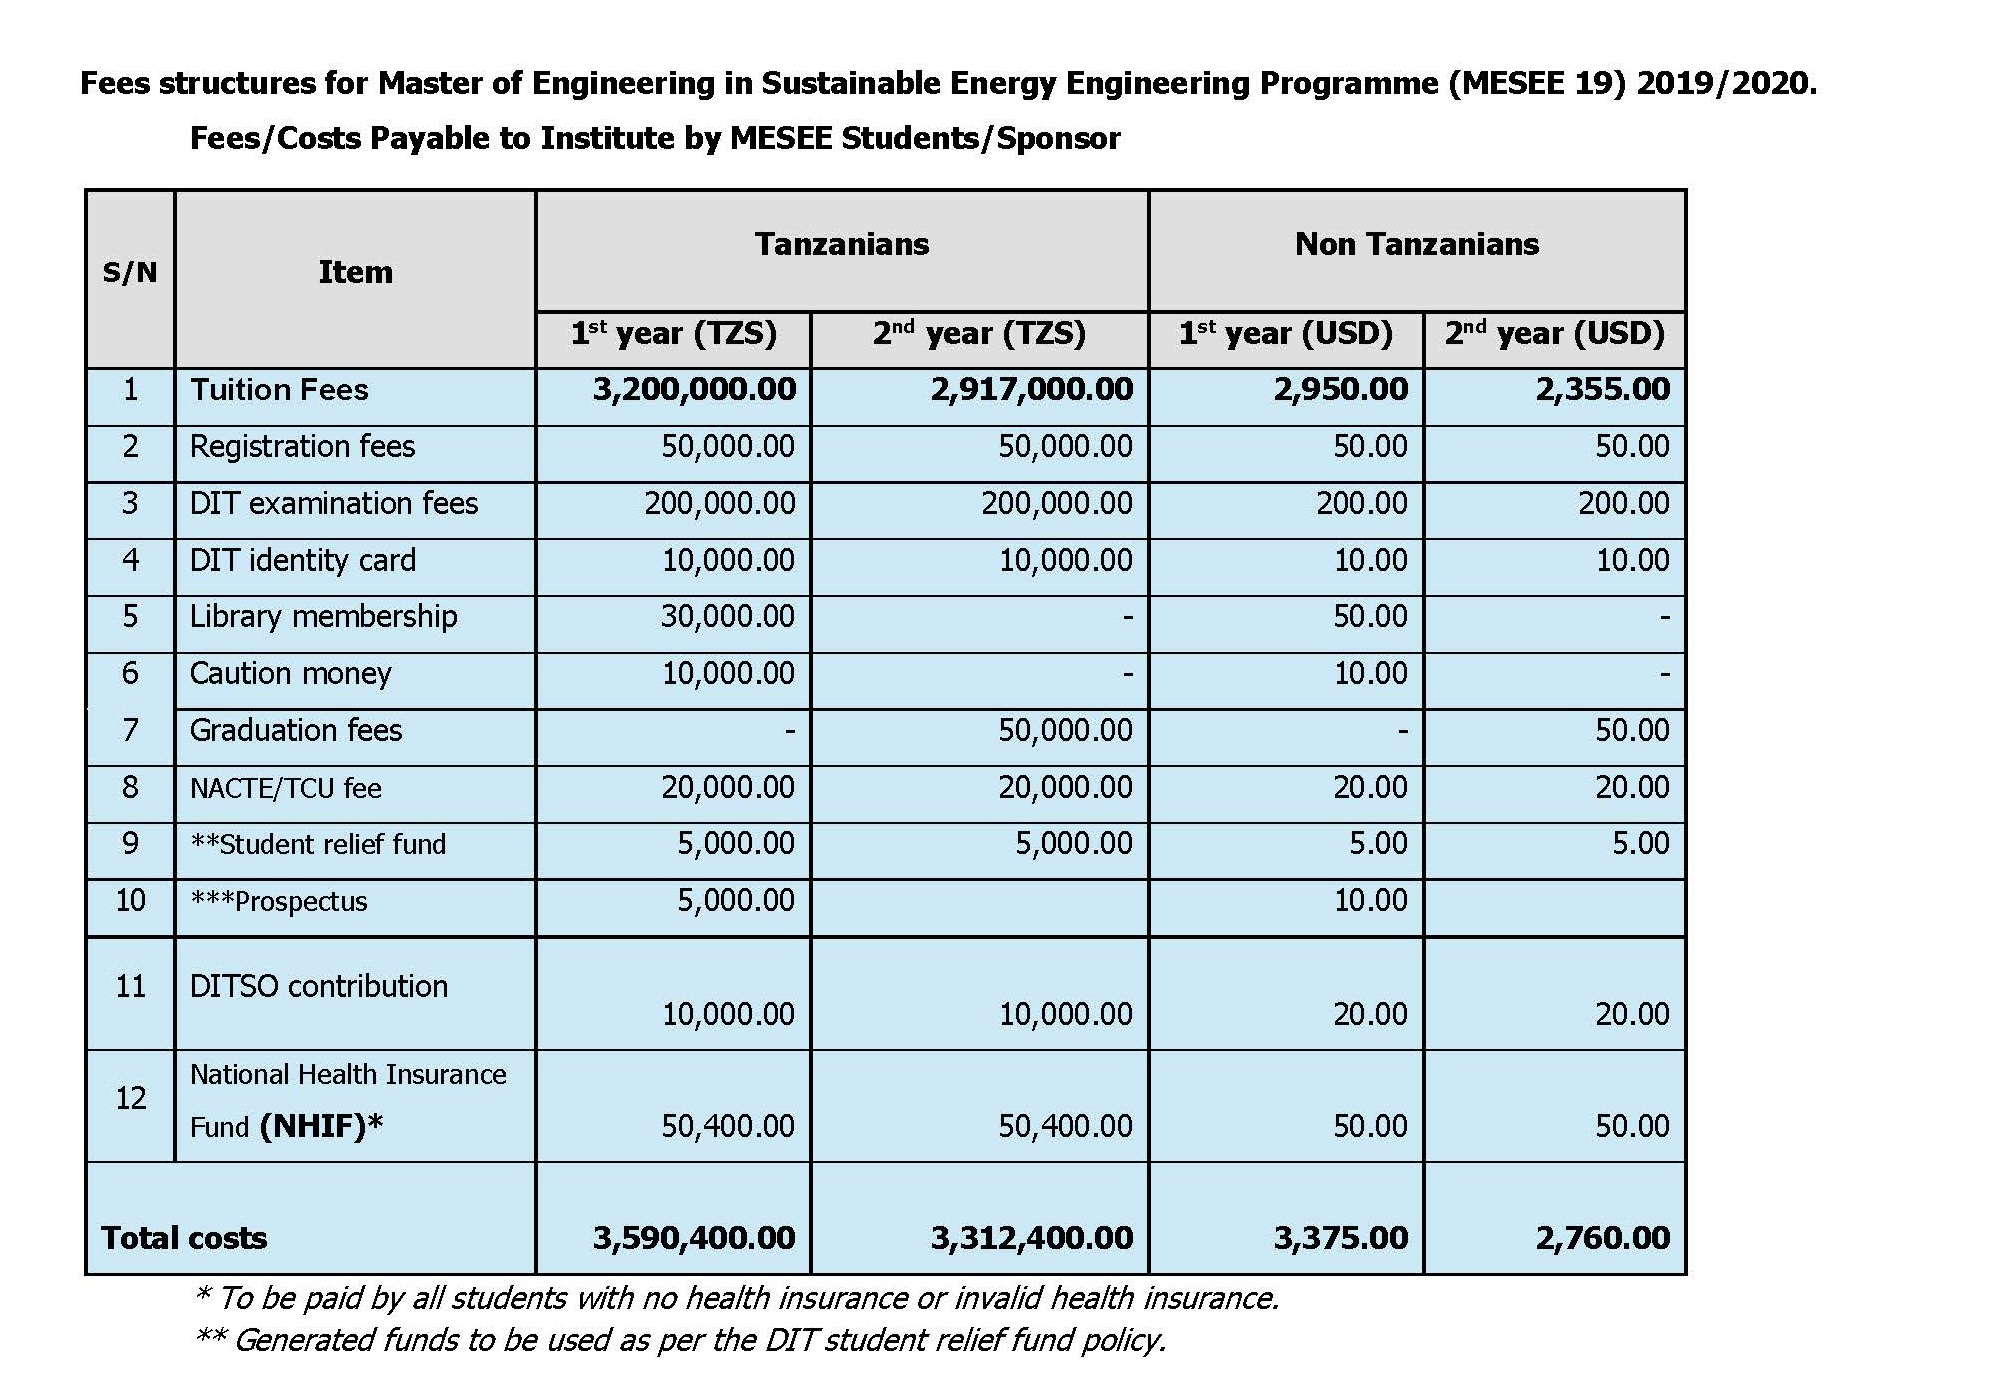 Fees structures for Master of Engineering in Sustainable Energy Engineering Programme (MESEE 19) 2019/2020.
Fees/Costs Payable to Institute by MESEE Students/Sponsor
S/N Item Tanzanians Non Tanzanians
1st year (TZS) 2nd year (TZS) 1st year (USD) 2nd year (USD)
1 Tuition Fees 3,200,000.00 2,917,000.00 2,950.00 2,355.00
2 Registration fees 50,000.00 50,000.00 50.00 50.00
3 DIT examination fees 200,000.00 200,000.00 200.00 200.00
4 DIT identity card 10,000.00 10,000.00 10.00 10.00
5 Library membership 30,000.00 - 50.00 -
6 Caution money 10,000.00 - 10.00 -
7 Graduation fees - 50,000.00 - 50.00
8 NACTE/TCU fee 20,000.00 20,000.00 20.00 20.00
9 **Student relief fund 5,000.00 5,000.00 5.00 5.00
10 ***Prospectus 5,000.00 10.00
11 DITSO contribution 10,000.00 10,000.00 20.00 20.00
12 National Health Insurance
Fund (NHIF)* 50,400.00 50,400.00 50.00 50.00
Total costs 3,590,400.00 3,312,400.00 3,375.00 2,760.00
* To be paid by all students with no health insurance or invalid health insurance.
** Generated funds to be used as per the DIT student relief fund policy.